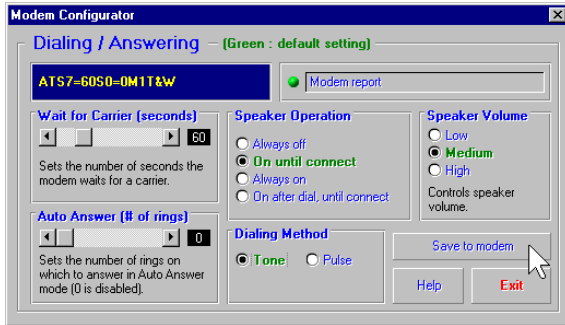 Modem Configurator
Dialing / Answering (Green : default setting)
ATS7=60S0=0M1T&W
Modem report
Wait for Carrier (seconds)
60
Sets the number of seconds the
modem waits for a carrier.
Auto Answer (# of rings)
0
Sets the number of rings on
which to answer in Auto Answer
mode (0 is disabled).
Speaker Operation
Always off
On until connect
Always on
On after dial, until connect
Dialing Method
Tone Pulse
Speaker Volume
Low
Medium
High
Controls speaker
volume.
Save to modem
Help Exit